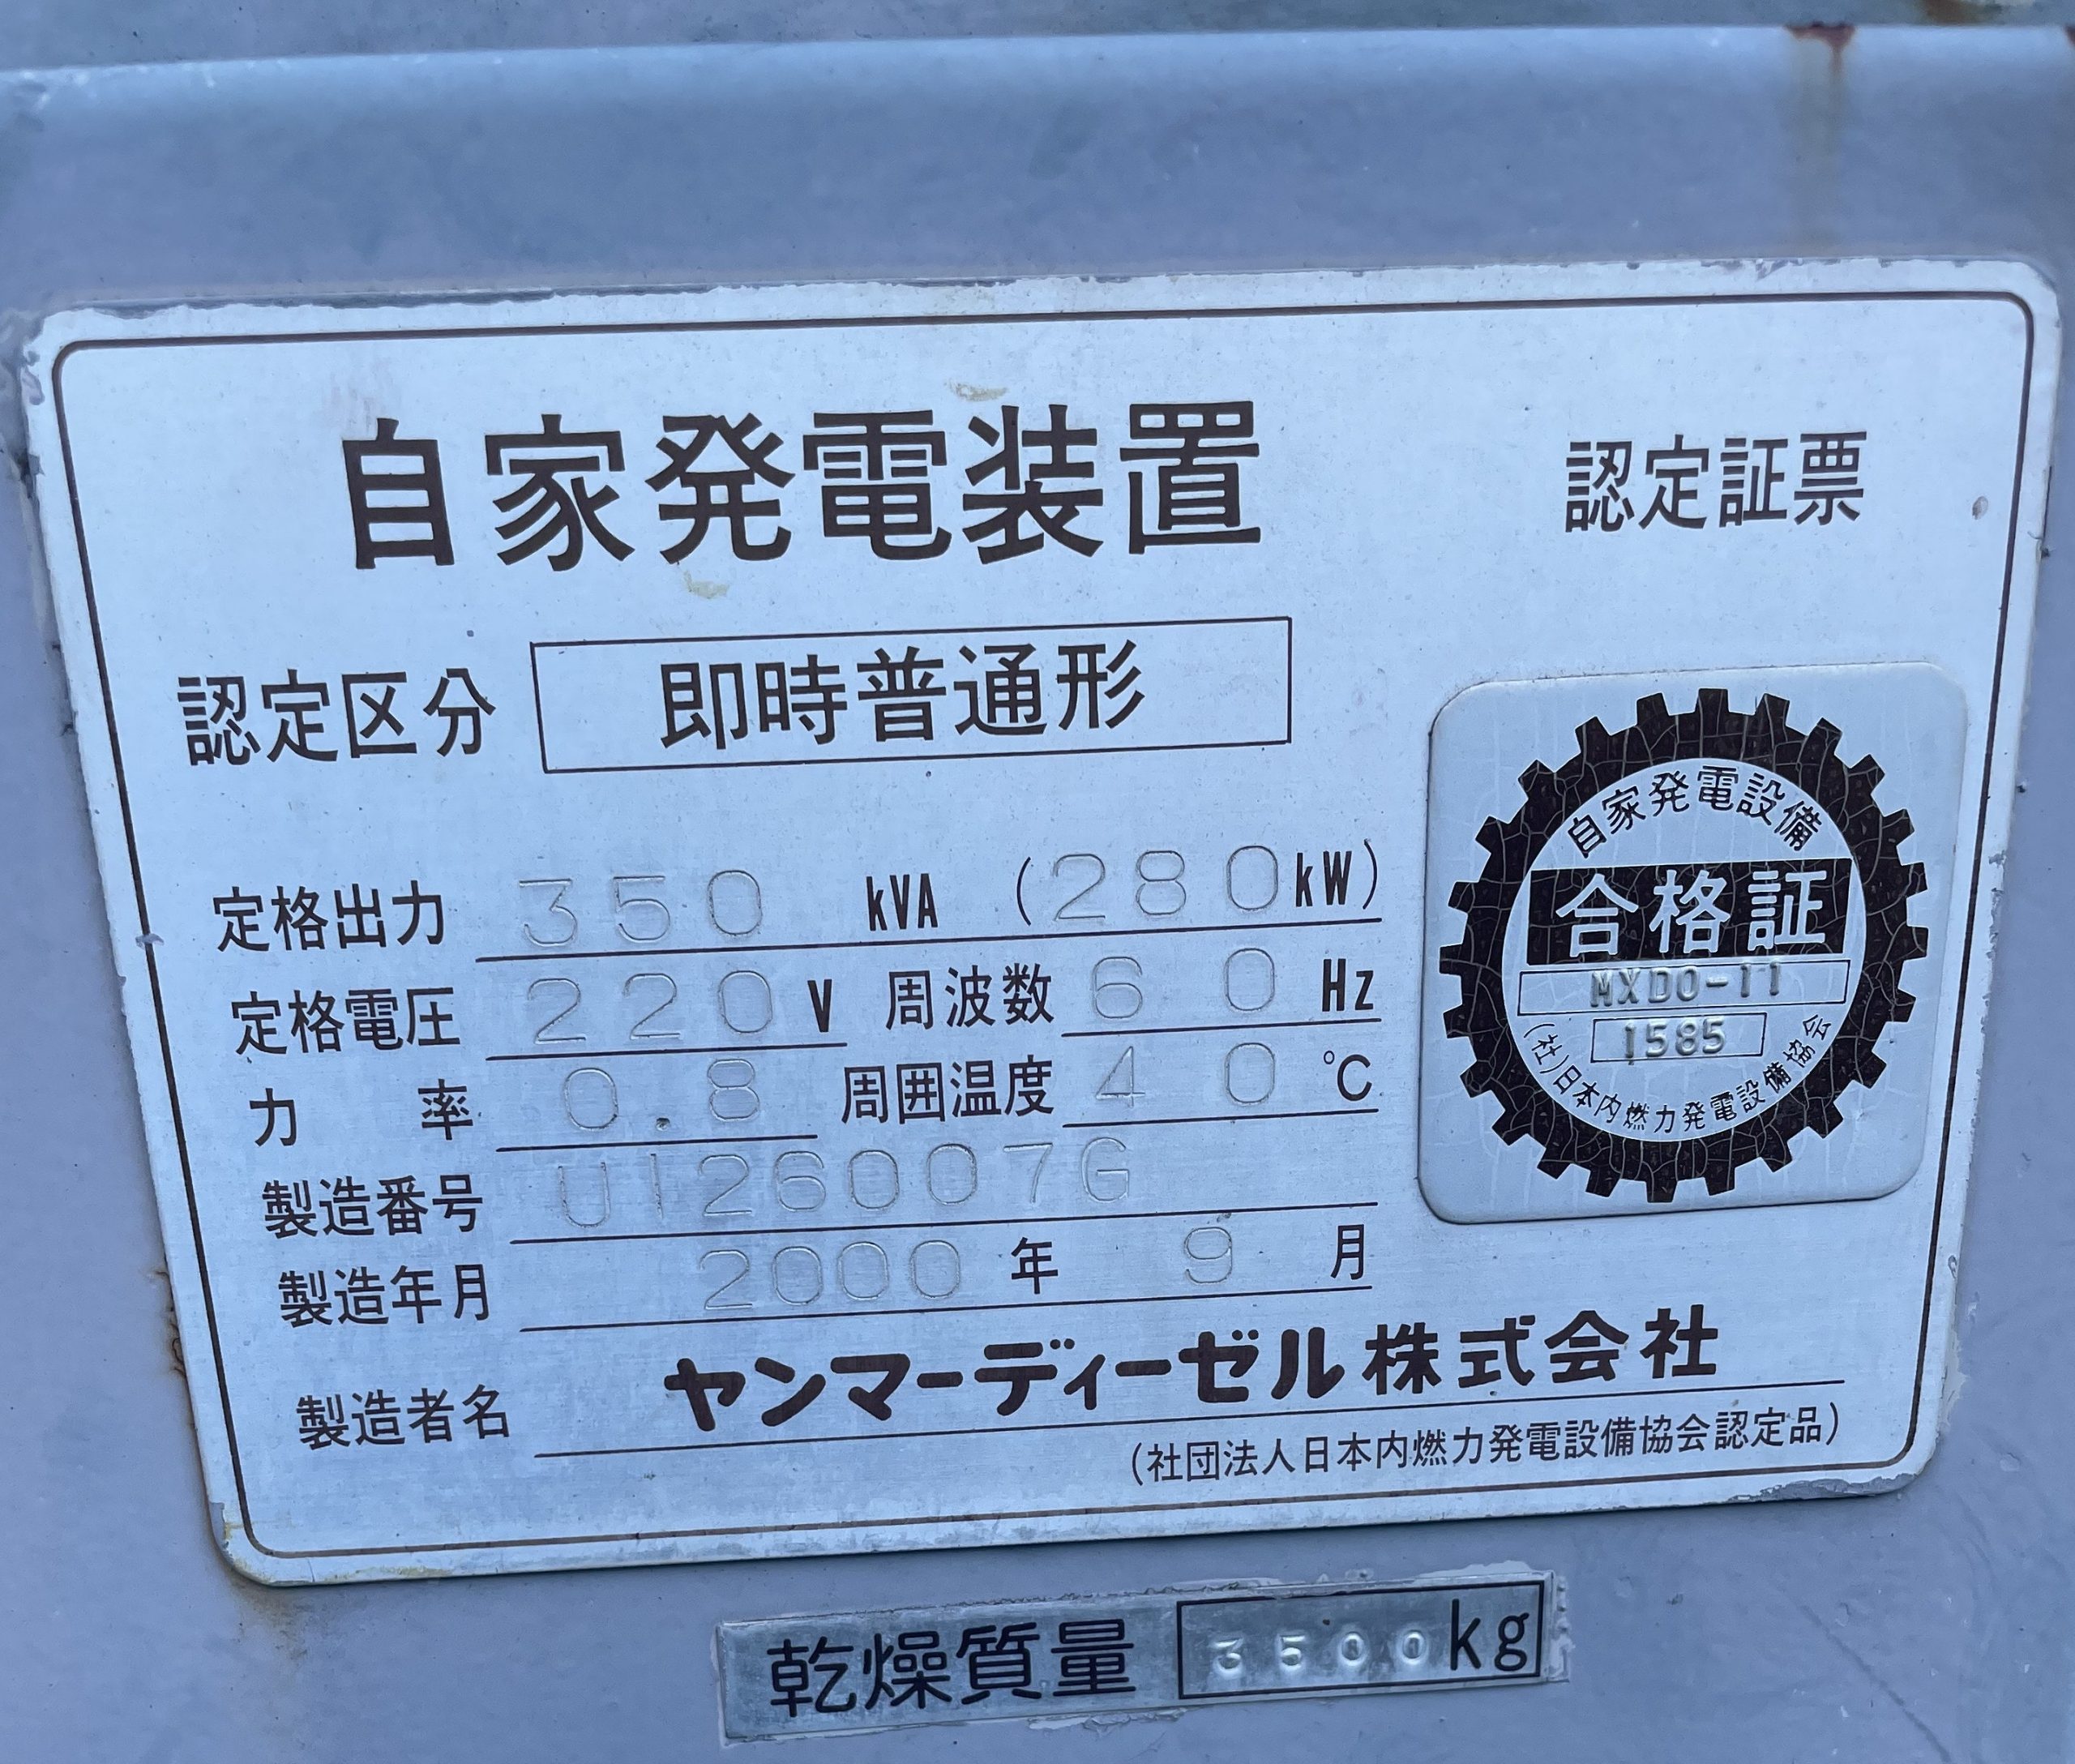 自家発電装置
認定証票
認定区分 即時普通形
定格出力 350 kVA (280kW)
定格電圧 220 V 周波数 60 Hz
力 率 0.8 周囲温度 40 ℃
製造番号 U126007G
製造年月 2000 年 9 月
製造者名 ヤンマーディーゼル株式会社
(社団法人日本内燃力発電設備協会認定品)
自家発電設備
合格証
MXDO-11
1585
(社)日本内燃力発電設備協会
乾燥質量 3500kg